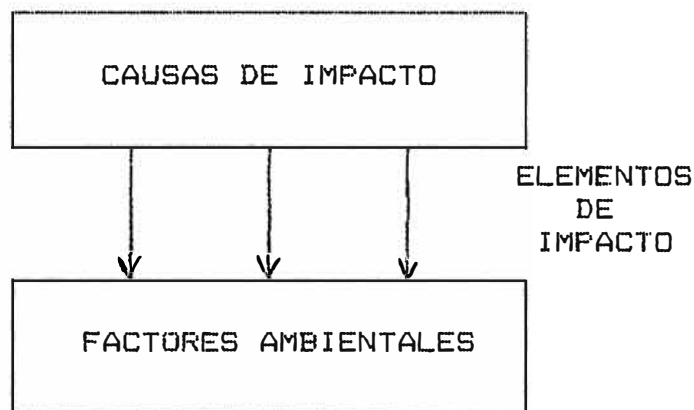 CAUSAS DE IMPACTO
ELEMENTOS
DE
IMPACTO
FACTORES AMBIENTALES